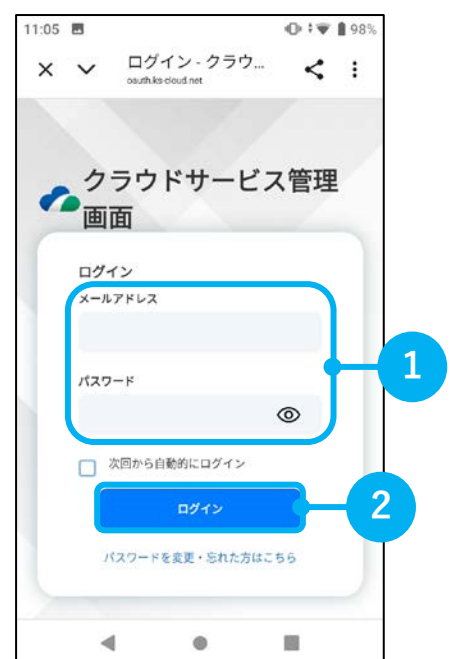 11:05 98%
ログイン - クラウ...
oauth.ks-cloud.net
クラウドサービス管理
画面
ログイン
メールアドレス
1
パスワード
次回から自動的にログイン
ログイン
2
パスワードを変更・忘れた方はこちら